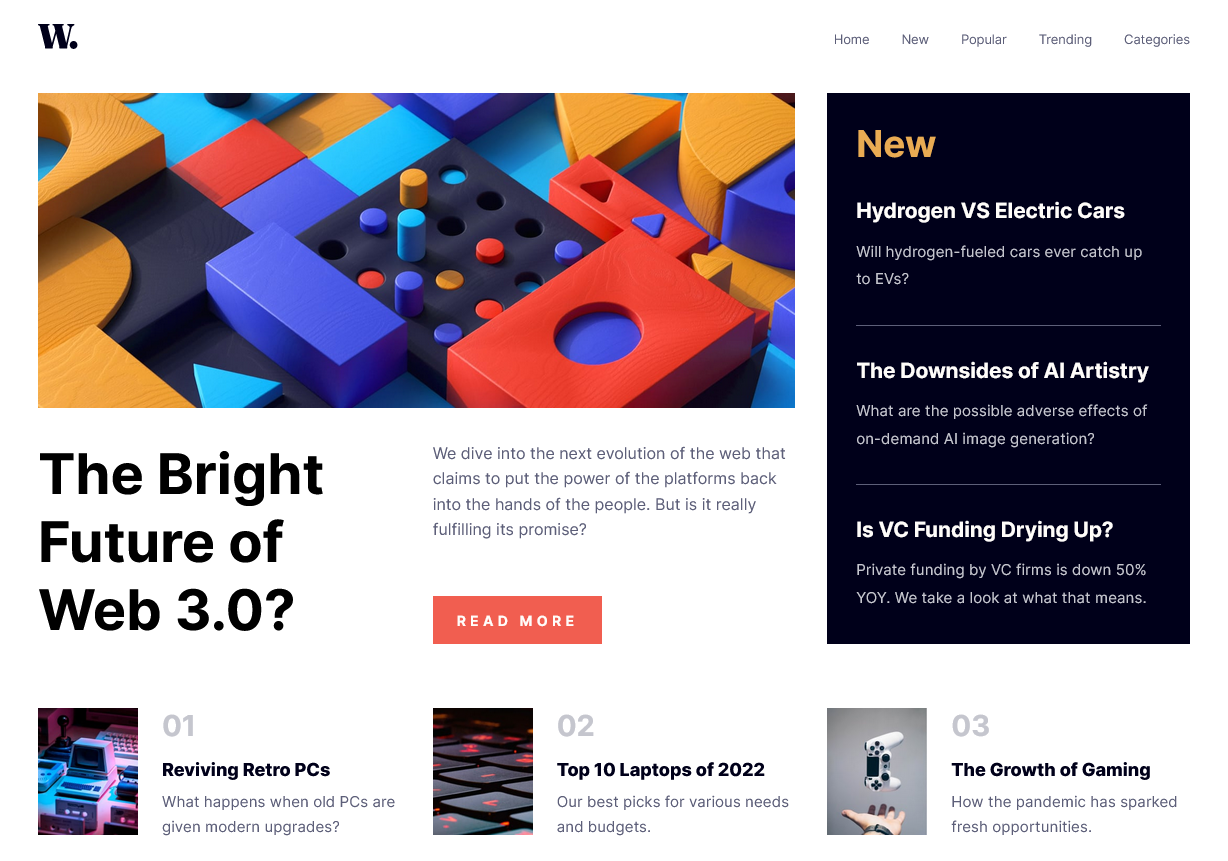 W.
Home New Popular Trending Categories
The Bright
Future of
Web 3.0?
We dive into the next evolution of the web that
claims to put the power of the platforms back
into the hands of the people. But is it really
fulfilling its promise?
READ MORE
New
Hydrogen VS Electric Cars
Will hydrogen-fueled cars ever catch up
to EVs?
The Downsides of AI Artistry
What are the possible adverse effects of
on-demand AI image generation?
Is VC Funding Drying Up?
Private funding by VC firms is down 50%
YOY. We take a look at what that means.
01
Reviving Retro PCs
What happens when old PCs are
given modern upgrades?
02
Top 10 Laptops of 2022
Our best picks for various needs
and budgets.
03
The Growth of Gaming
How the pandemic has sparked
fresh opportunities.